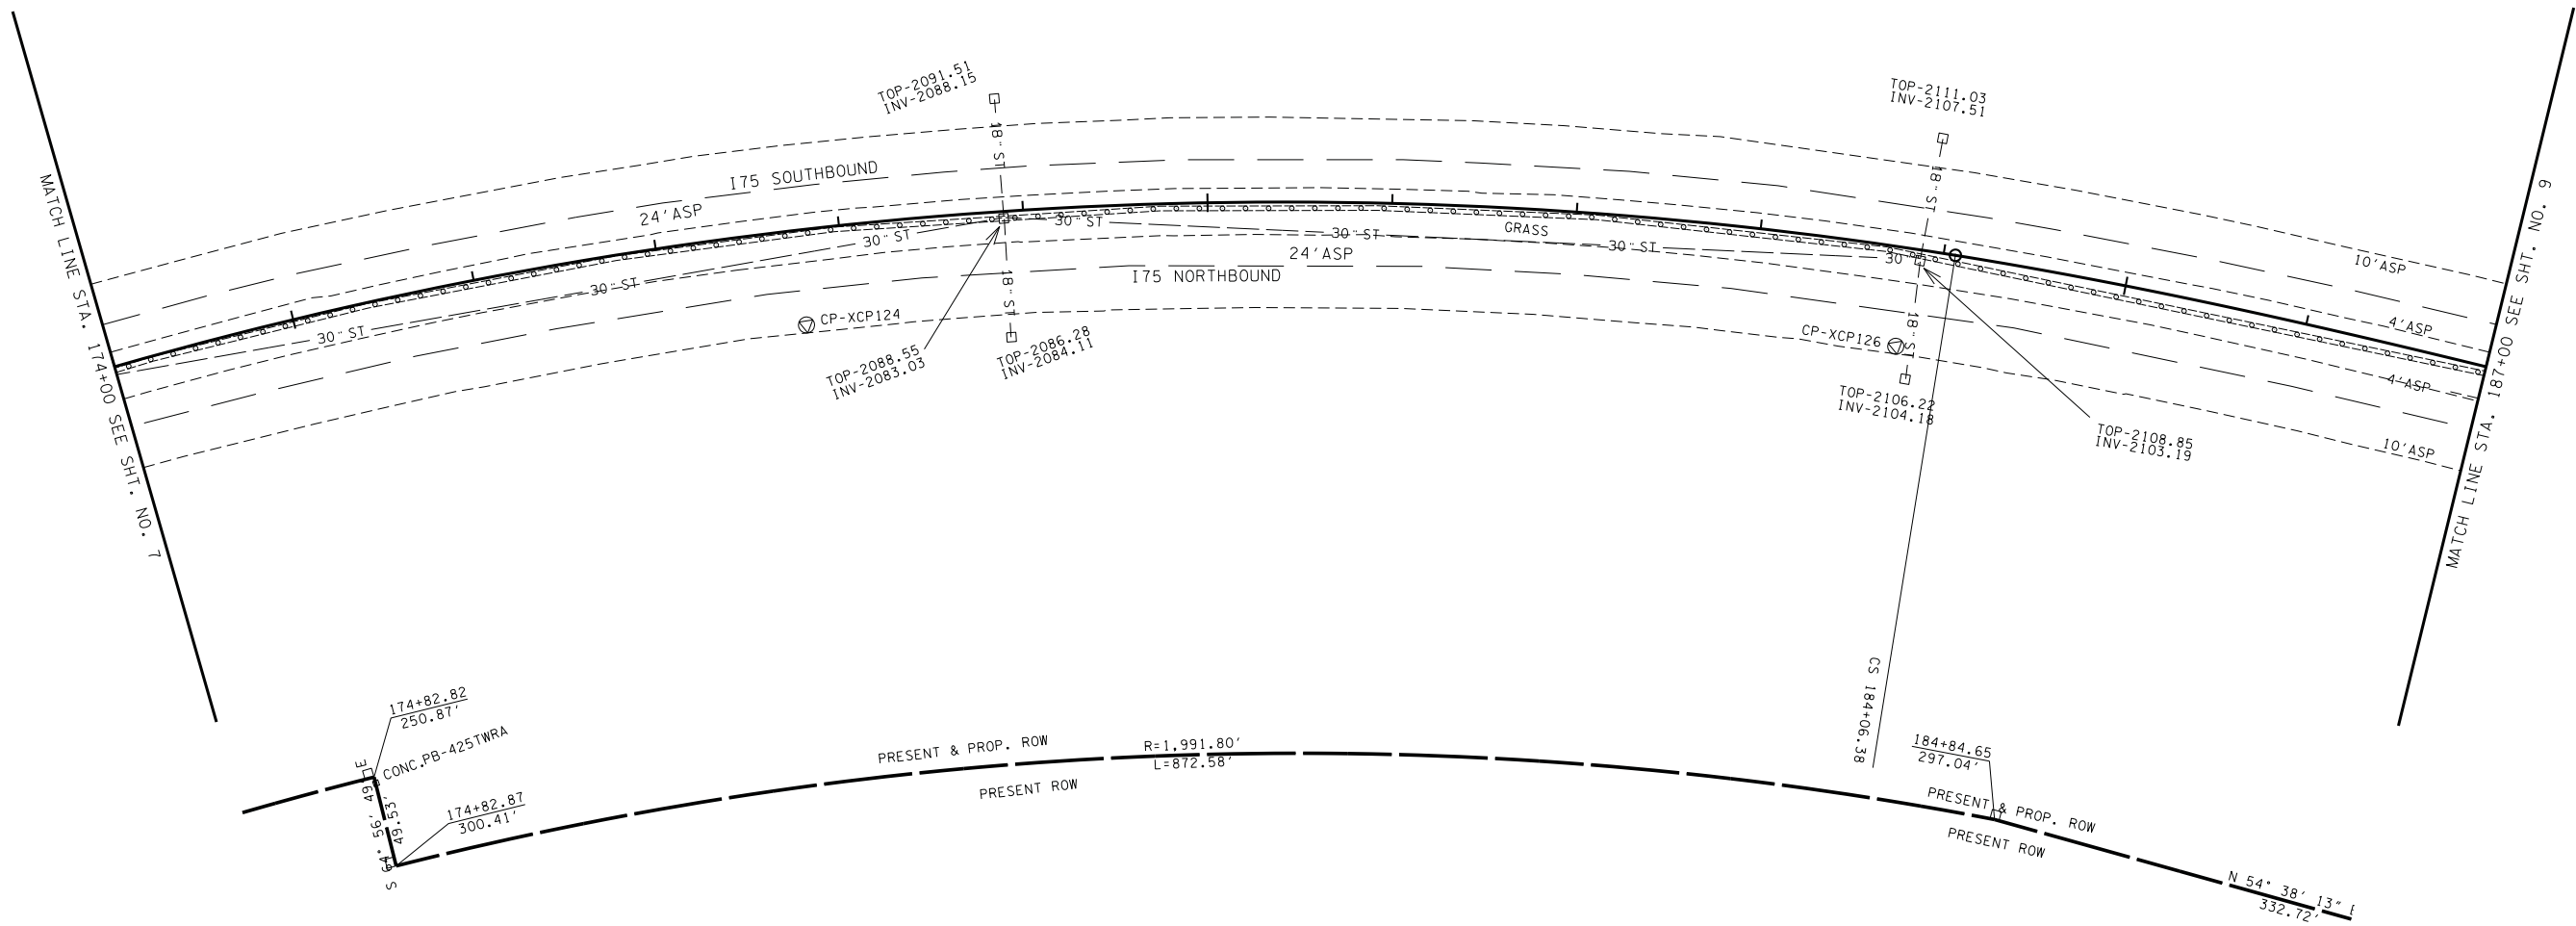 TOP-2091.51
INV-2088.15
TOP-2111.03
INV-2107.51
MATCH LINE STA. 174+00 SEE SHT. NO. 7
MATCH LINE STA. 187+00 SEE SHT. NO. 9
18" ST
18" ST
I75 SOUTHBOUND
24'ASP
30"ST
30"ST
30"ST
30"ST
30"ST
30"ST
30"
GRASS
24'ASP
I75 NORTHBOUND
10'ASP
4'ASP
4'ASP
10'ASP
18" ST
18" ST
CP-XCP124
CP-XCP126
TOP-2088.55
INV-2083.03
TOP-2086.28
INV-2084.11
TOP-2106.22
INV-2104.18
TOP-2108.85
INV-2103.19
CS 184+06.38
174+82.82
250.87'
CONC.PB-425TWRA
49.53'
174+82.87
300.41'
PRESENT & PROP. ROW
R=1,991.80'
L=872.58'
PRESENT ROW
184+84.65
297.04'
PRESENT & PROP. ROW
PRESENT ROW
N 54° 38' 13"
332.72'